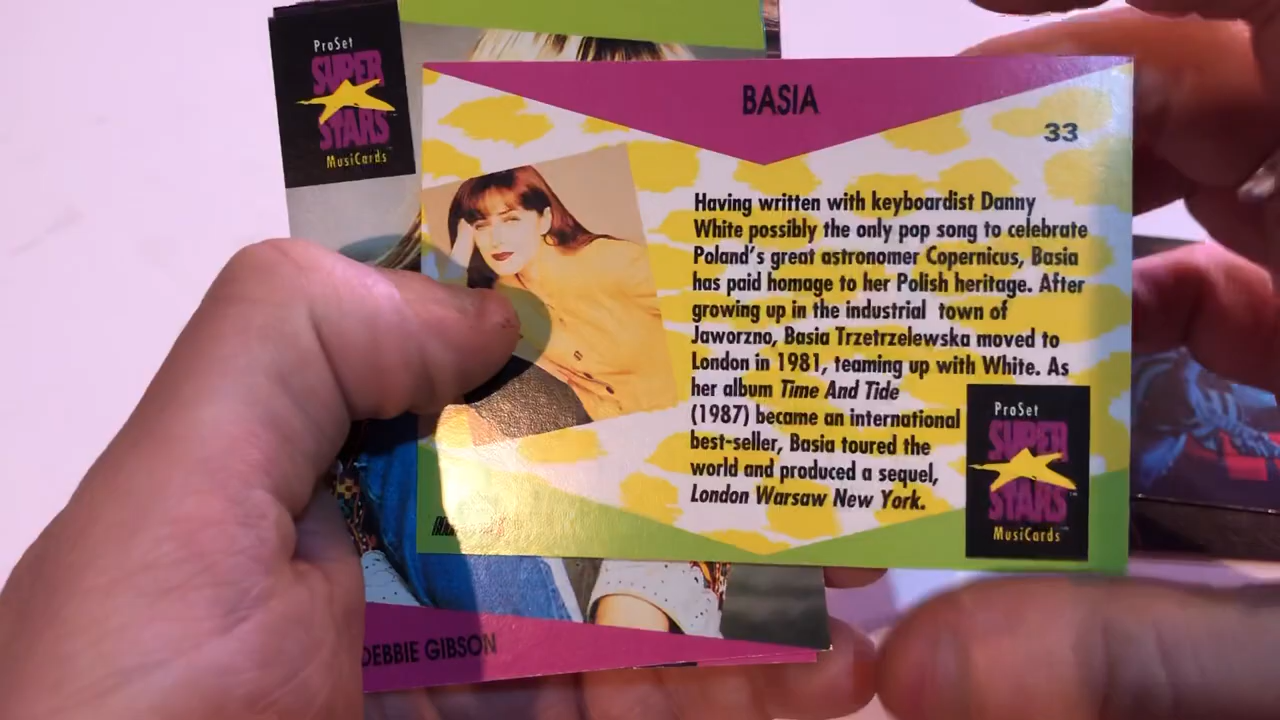 ProSet
SUPER
STARS
MusiCards
BASIA
33
Having written with keyboardist Danny
White possibly the only pop song to celebrate
Poland's great astronomer Copernicus, Basia
has paid homage to her Polish heritage. After
growing up in the industrial town of
Jaworzno, Basia Trzetrzelewska moved to
London in 1981, teaming up with White. As
her album Time And Tide
(1987) became an international
best-seller, Basia toured the
world and produced a sequel,
London Warsaw New York.
ProSet
SUPER
STARS
MusiCards
DEBBIE GIBSON